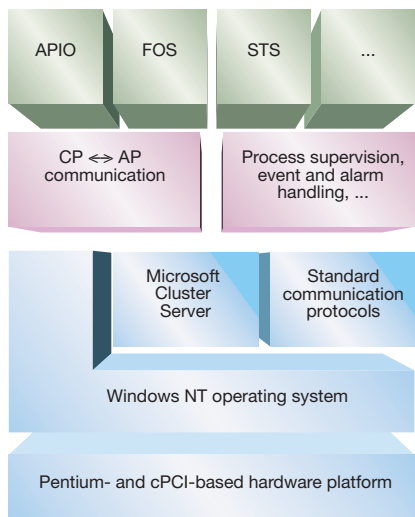 APIO
FOS
STS
...
CP <-> AP
communication
Process supervision,
event and alarm
handling, ...
Microsoft
Cluster
Server
Standard
communication
protocols
Windows NT operating system
Pentium- and cPCI-based hardware platform